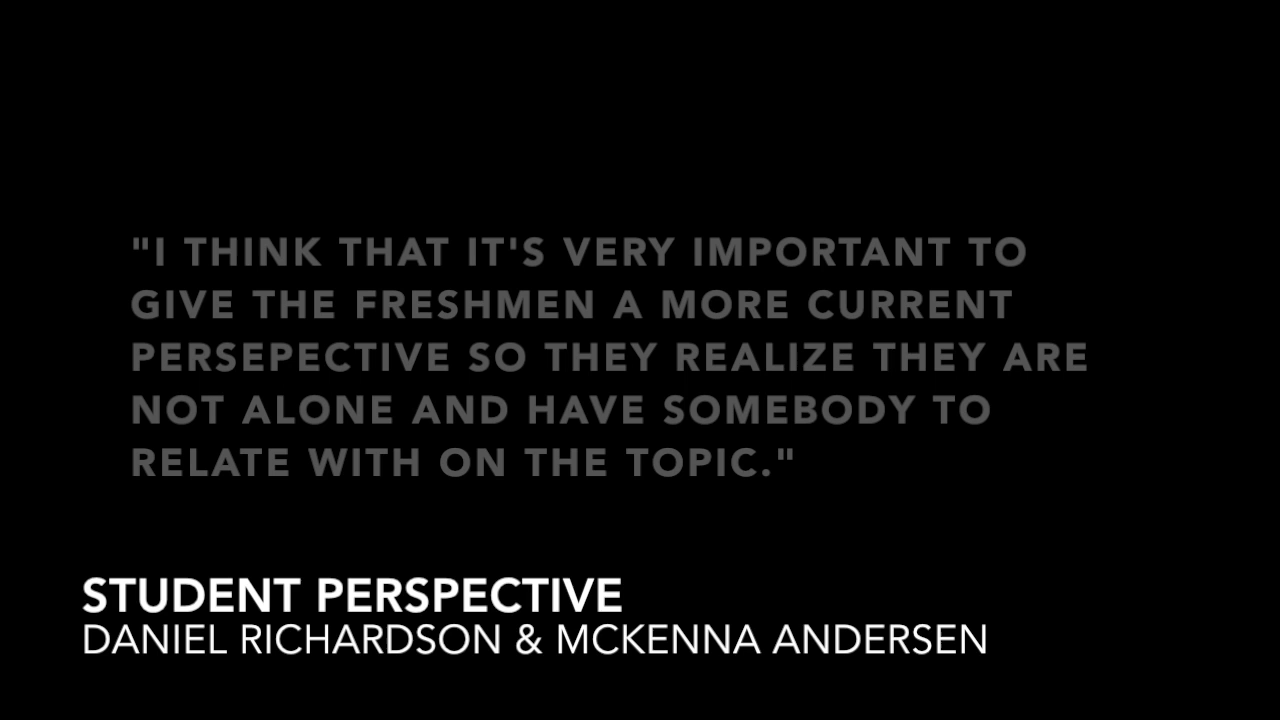 "I THINK THAT IT'S VERY IMPORTANT TO
GIVE THE FRESHMEN A MORE CURRENT
PERSEPECTIVE SO THEY REALIZE THEY ARE
NOT ALONE AND HAVE SOMEBODY TO
RELATE WITH ON THE TOPIC."
STUDENT PERSPECTIVE
DANIEL RICHARDSON & MCKENNA ANDERSEN